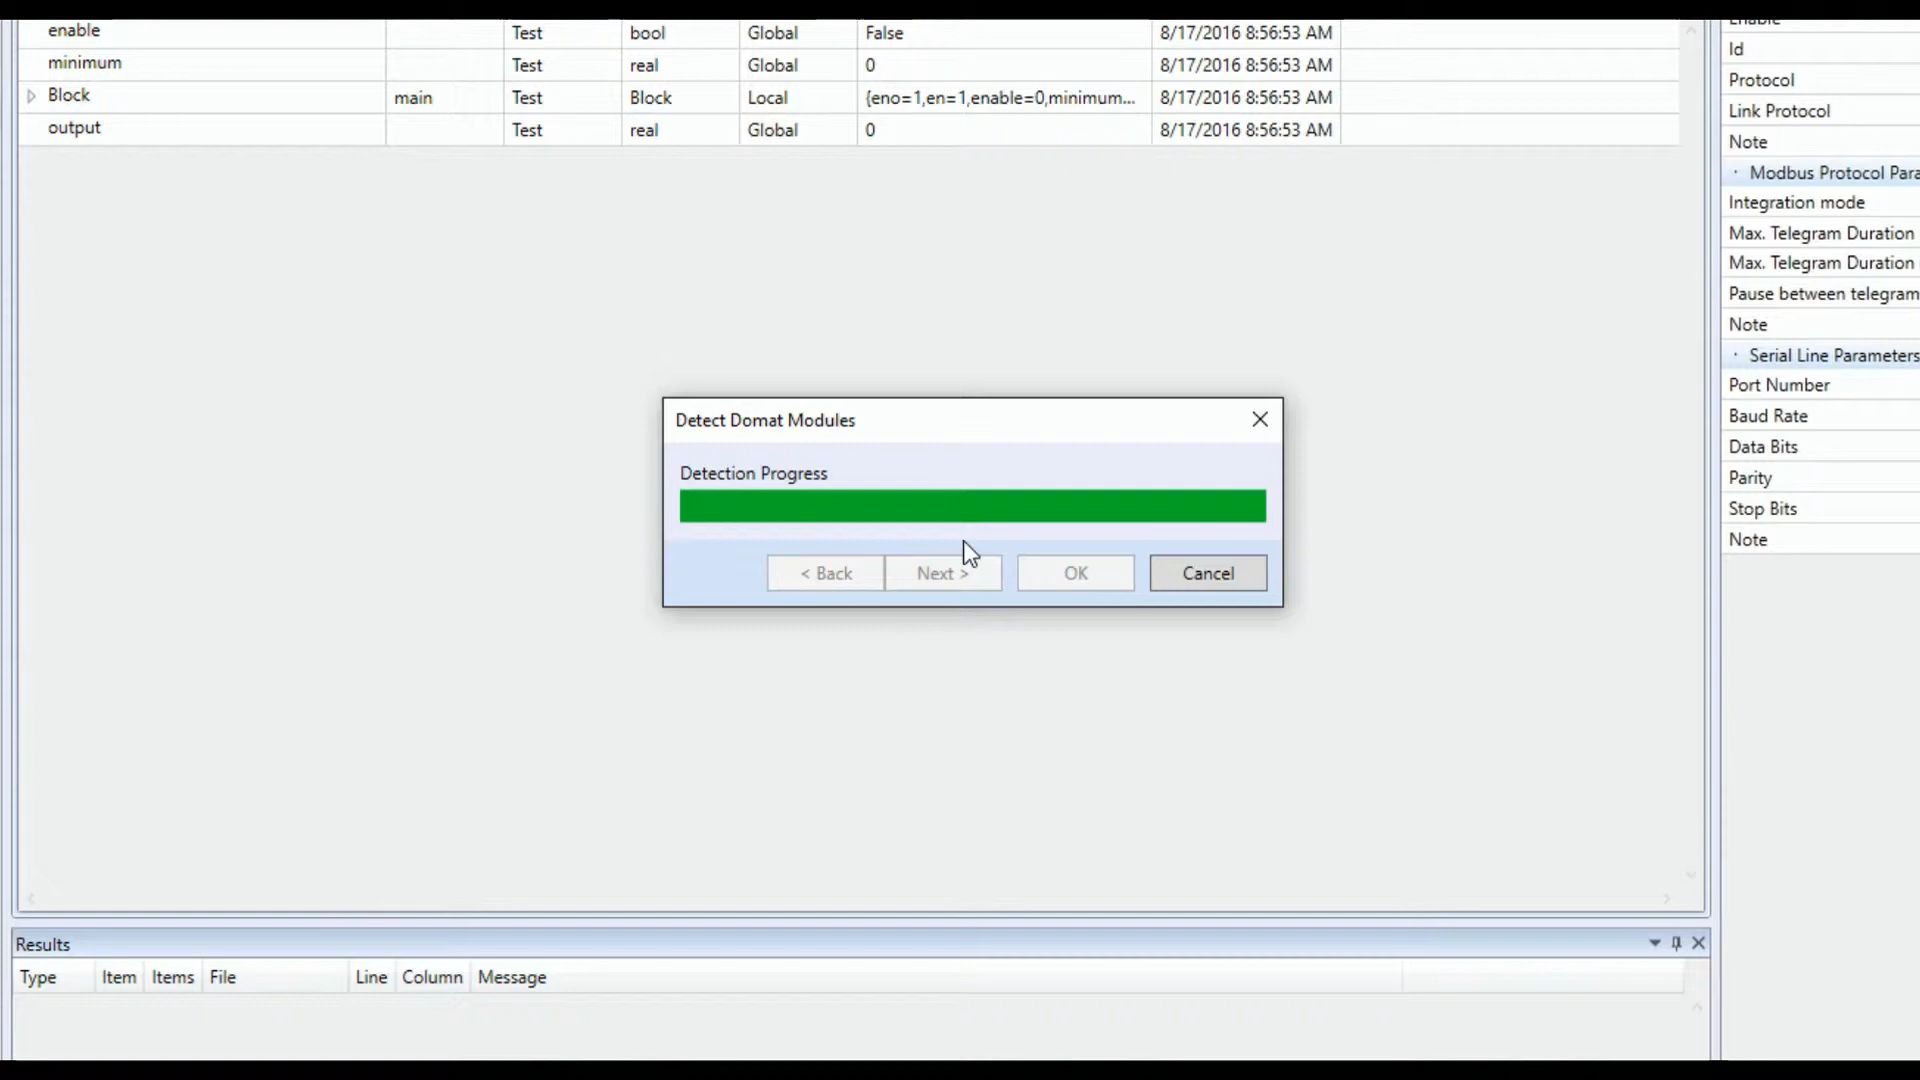 enable Test bool Global False 8/17/2016 8:56:53 AM
minimum Test real Global 0 8/17/2016 8:56:53 AM
Block main Test Block Local {eno=1,en=1,enable=0,minimum... 8/17/2016 8:56:53 AM
output Test real Global 0 8/17/2016 8:56:53 AM
Enable
Id
Protocol
Link Protocol
Note
Modbus Protocol Para
Integration mode
Max. Telegram Duration
Max. Telegram Duration
Pause between telegram
Note
Serial Line Parameters
Port Number
Baud Rate
Data Bits
Parity
Stop Bits
Note
Detect Domat Modules
Detection Progress
< Back Next > OK Cancel
Results
Type Item Items File Line Column Message